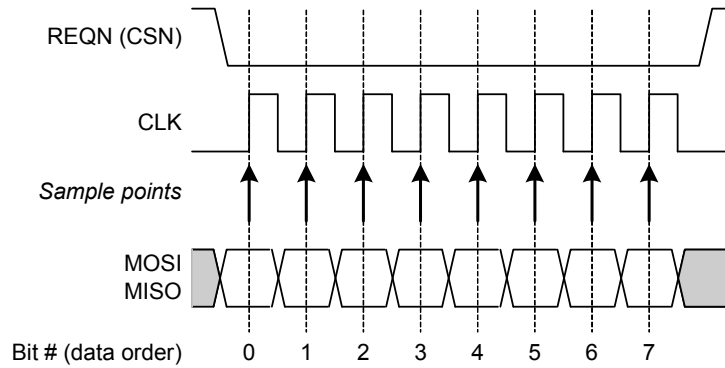 REQN (CSN)
CLK
Sample points
MOSI
MISO
Bit # (data order) 0 1 2 3 4 5 6 7